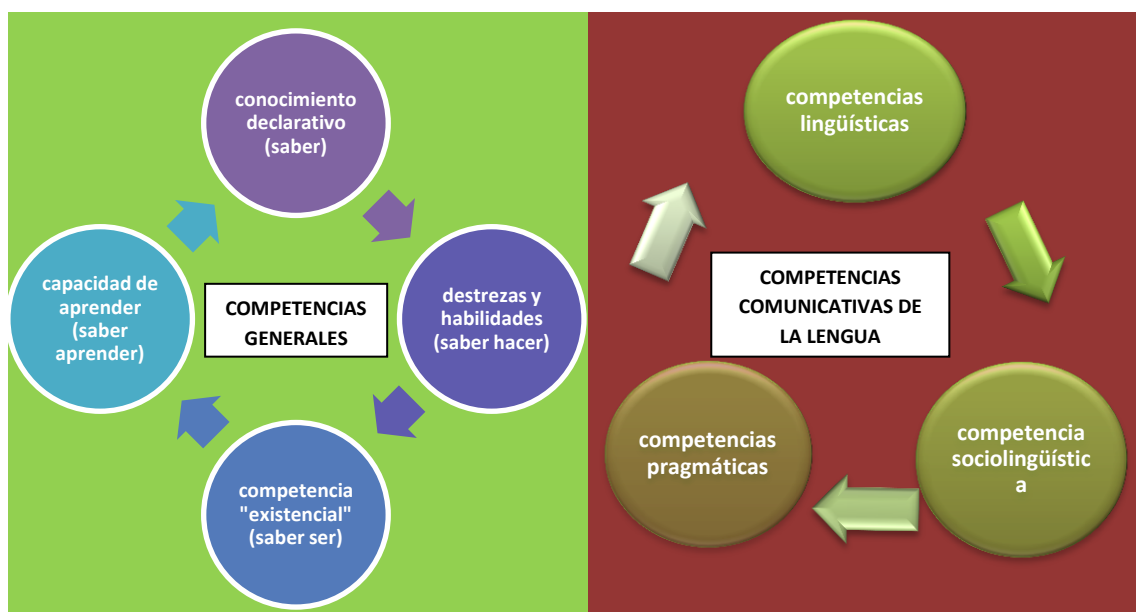 conocimiento
declarativo
(saber)
capacidad de
aprender
(saber
aprender)
COMPETENCIAS
GENERALES
destrezas y
habilidades
(saber hacer)
competencia
"existencial"
(saber ser)
competencias
lingüísticas
COMPETENCIAS
COMUNICATIVAS DE
LA LENGUA
competencias
pragmáticas
competencia
sociolingüístic
a